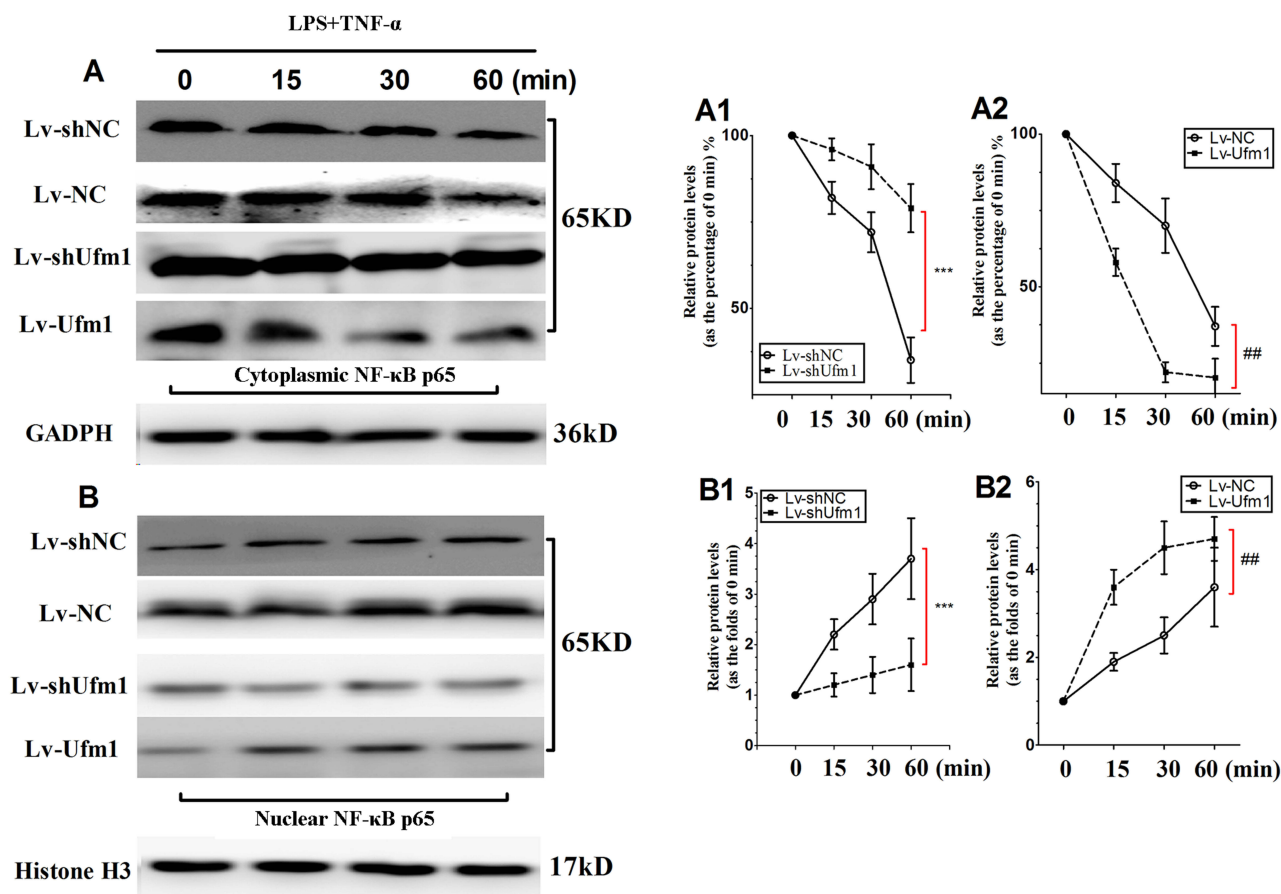 LPS+TNF-α
A
0 15 30 60 (min)
Lv-shNC
Lv-NC
65KD
Lv-shUfm1
Lv-Ufm1
Cytoplasmic NF-κB p65
GADPH
36kD
B
Lv-shNC
Lv-NC
65KD
Lv-shUfm1
Lv-Ufm1
Nuclear NF-κB p65
Histone H3
17kD
A1
Relative protein levels
(as the percentage of 0 min) %
100
50
Lv-shNC
Lv-shUfm1
***
0 15 30 60 (min)
A2
Relative protein levels
(as the percentage of 0 min) %
100
50
Lv-NC
Lv-Ufm1
##
0 15 30 60 (min)
B1
Relative protein levels
(as the folds of 0 min)
5
4
3
2
1
0
Lv-shNC
Lv-shUfm1
***
0 15 30 60 (min)
B2
Relative protein levels
(as the folds of 0 min)
6
4
2
0
Lv-NC
Lv-Ufm1
##
0 15 30 60 (min)